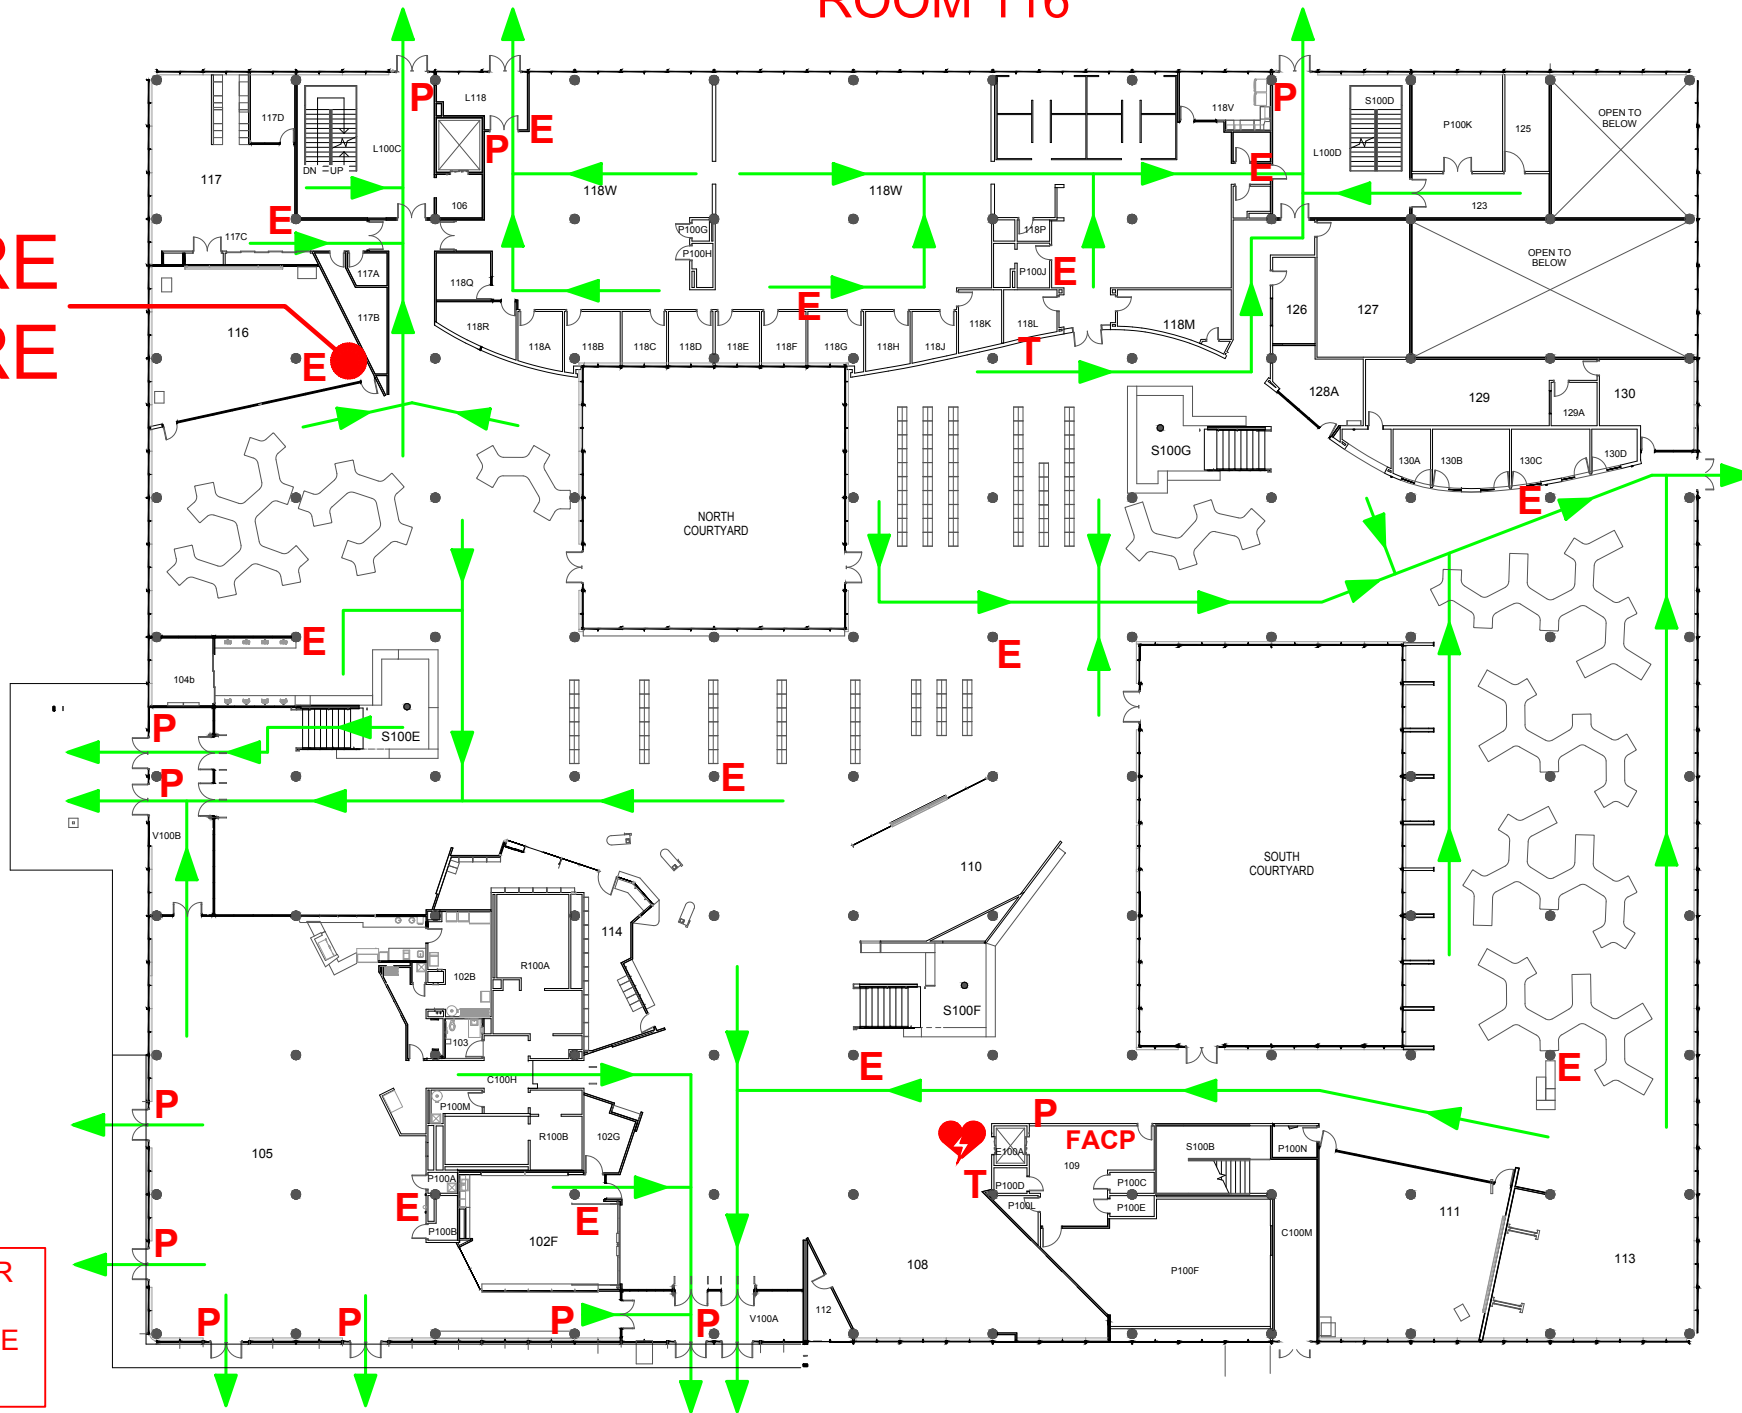 ROOM 116
P
L118
E
P
117D
L100C
DN
UP
117
106
E
117C
117A
118Q
117B
118R
116
E
RE
RE
118W
118W
P100G
P100H
118P
P100J
E
E
118A
118B
118C
118D
118E
118F
118G
118H
118J
118K
118L
118M
T
118V
P
E
S100D
L100D
P100K
125
OPEN TO
BELOW
123
OPEN TO
BELOW
126
127
128A
129
129A
130
130A
130B
130C
130D
E
S100G
NORTH
COURTYARD
E
104b
P
S100E
P
V100B
E
E
110
SOUTH
COURTYARD
114
R100A
102B
103
C100H
P100M
R100B
102G
P100A
P100B
E
E
102F
105
P
P
P
P
P
P
V100A
112
S100F
E
E
P
FACP
E100A
109
S100B
P100N
P100D
T
P100L
P100C
P100E
P100F
C100M
108
111
113
R
E